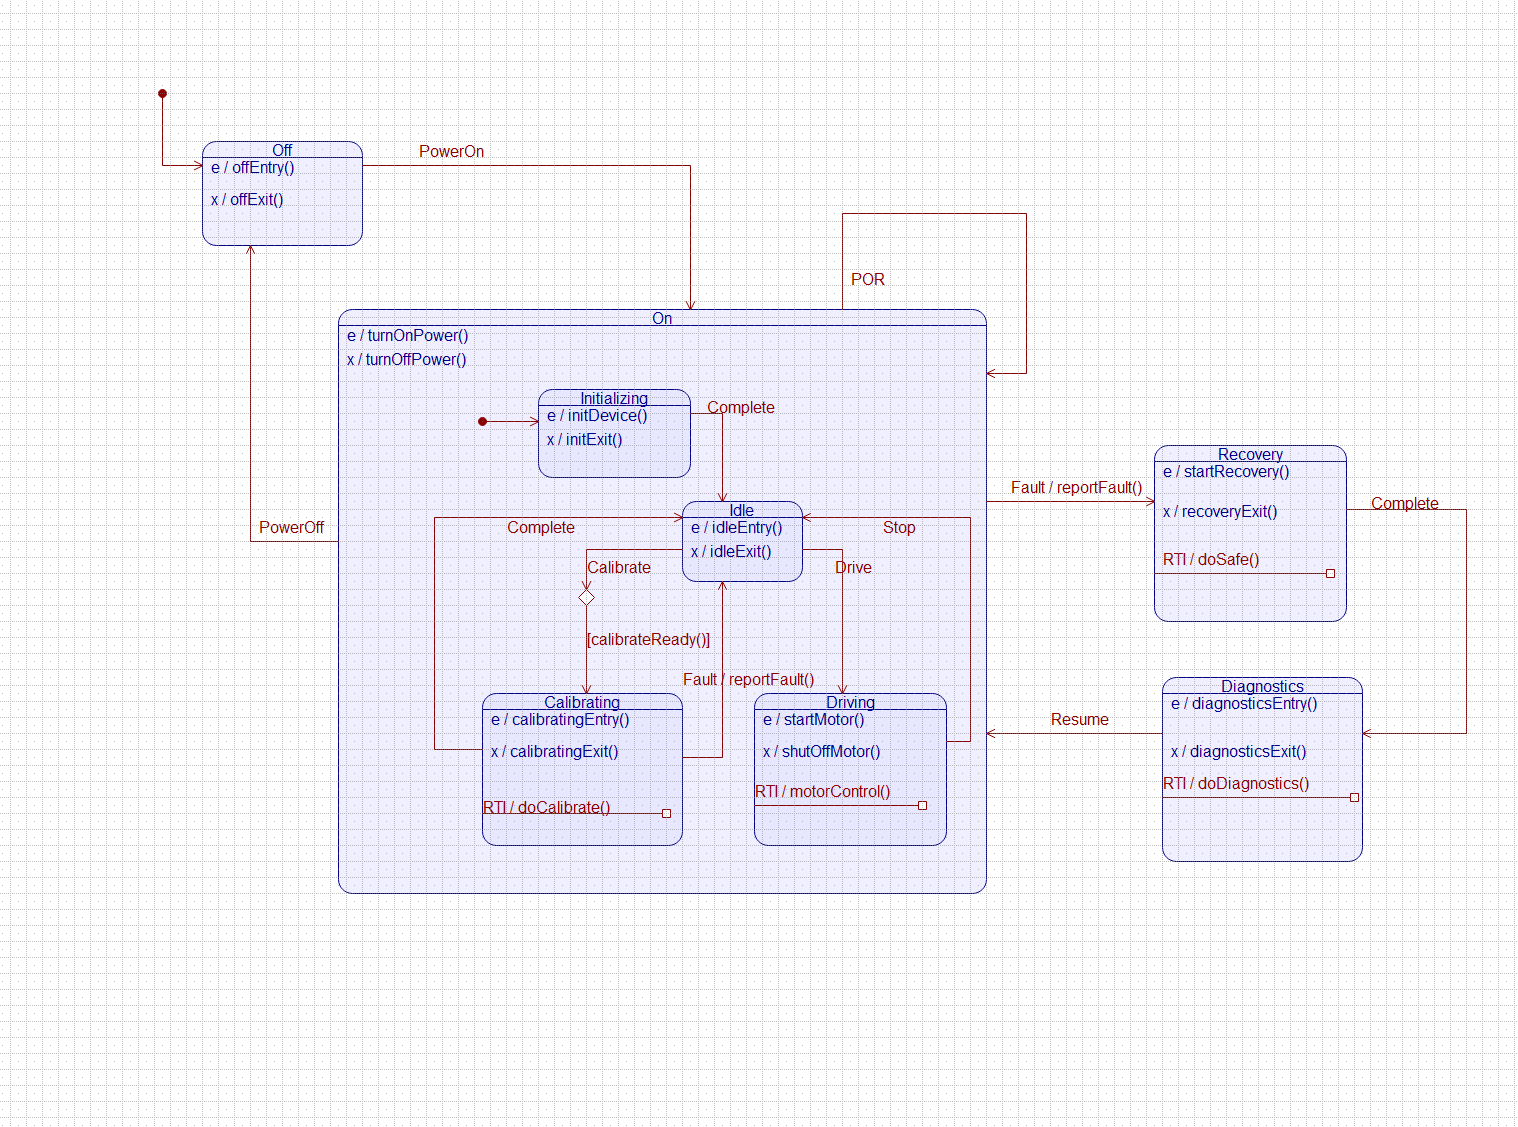 Off
e / offEntry()
x / offExit()
PowerOn
POR
On
e / turnOnPower()
x / turnOffPower()
Initializing
e / initDevice()
x / initExit()
Complete
Idle
e / idleEntry()
x / idleExit()
Complete
Stop
Calibrate
Drive
[calibrateReady()]
Fault / reportFault()
PowerOff
Calibrating
e / calibratingEntry()
x / calibratingExit()
RTI / doCalibrate()
Driving
e / startMotor()
x / shutOffMotor()
RTI / motorControl()
Fault / reportFault()
Recovery
e / startRecovery()
x / recoveryExit()
RTI / doSafe()
Complete
Resume
Diagnostics
e / diagnosticsEntry()
x / diagnosticsExit()
RTI / doDiagnostics()